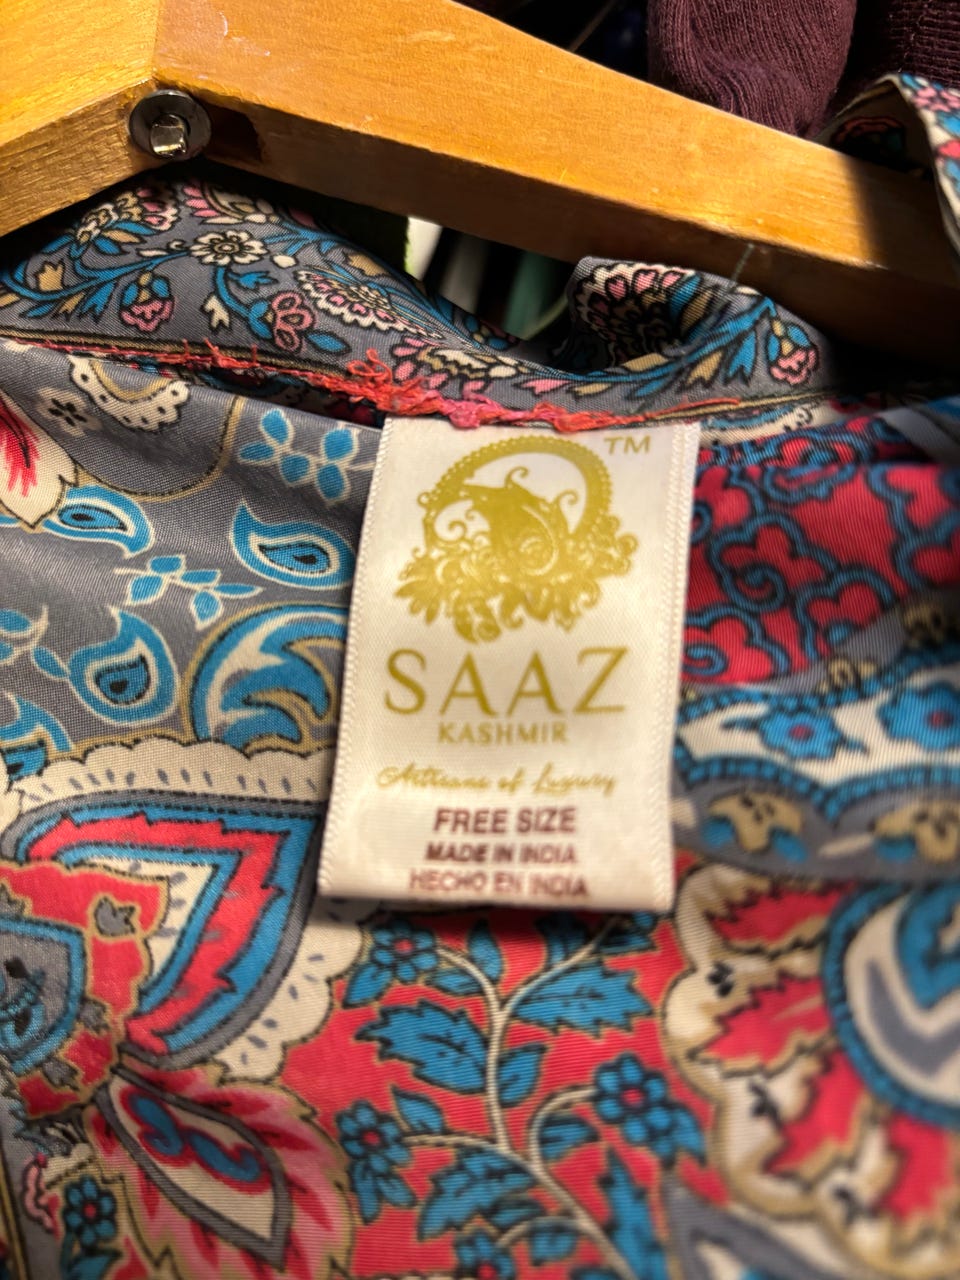 TM
SAAZ
KASHMIR
Artisans of Luxury
FREE SIZE
MADE IN INDIA
HECHO EN INDIA